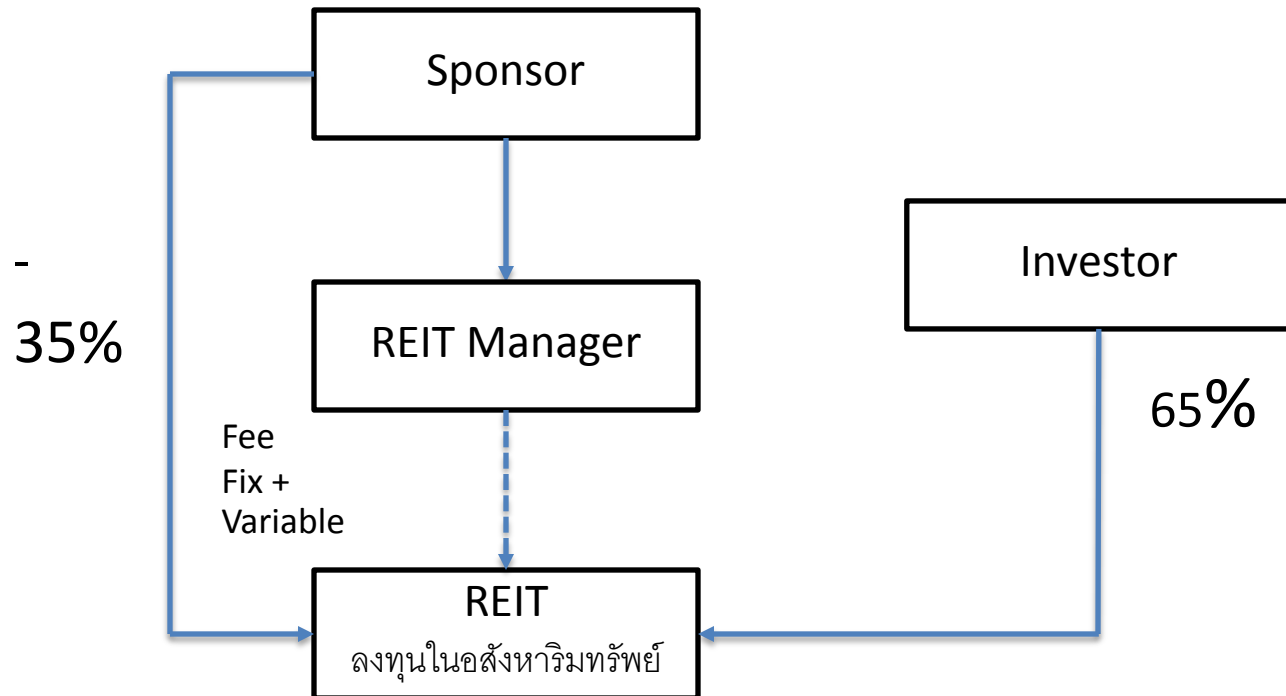 Sponsor
Investor
-
35%
REIT Manager
65%
Fee
Fix +
Variable
REIT
ลงทุนในอสังหาริมทรัพย์